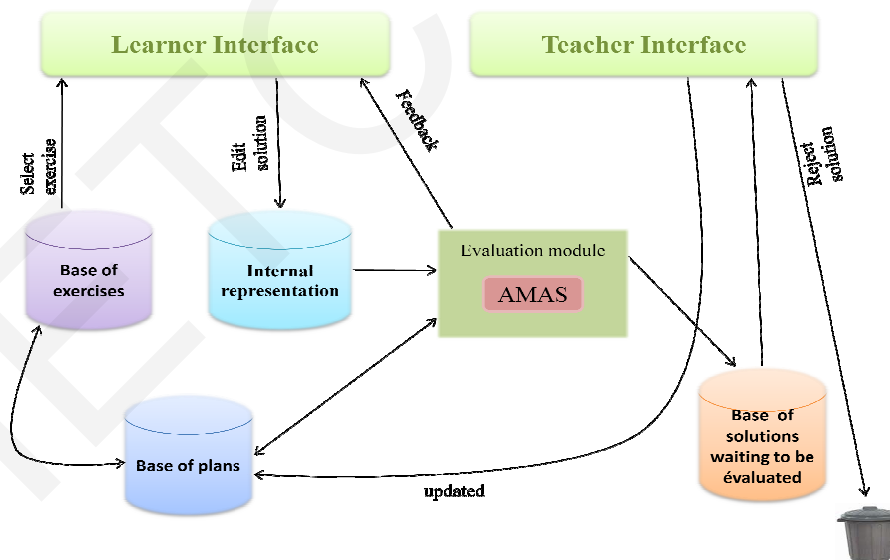 Learner Interface
Teacher Interface
Select
exercise
Edit
solution
Feedback
Reject
solution
Base of
exercises
Internal
representation
Evaluation module
AMAS
Base of plans
updated
Base of
solutions
waiting to be
évaluated
IETC